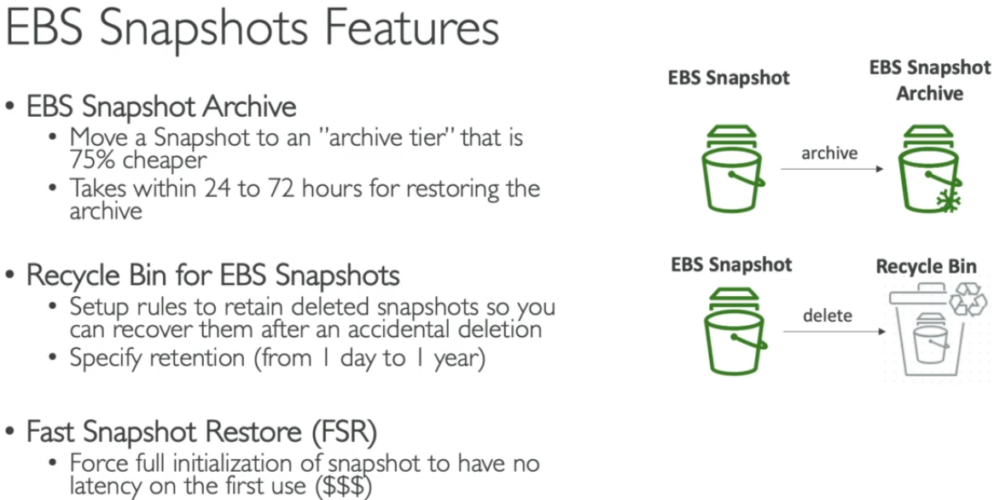 EBS Snapshots Features
• EBS Snapshot Archive
• Move a Snapshot to an ”archive tier” that is
75% cheaper
• Takes within 24 to 72 hours for restoring the
archive
• Recycle Bin for EBS Snapshots
• Setup rules to retain deleted snapshots so you
can recover them after an accidental deletion
• Specify retention (from 1 day to 1 year)
• Fast Snapshot Restore (FSR)
• Force full initialization of snapshot to have no
latency on the first use ($$$)
EBS Snapshot
EBS Snapshot
Archive
archive
EBS Snapshot
Recycle Bin
delete